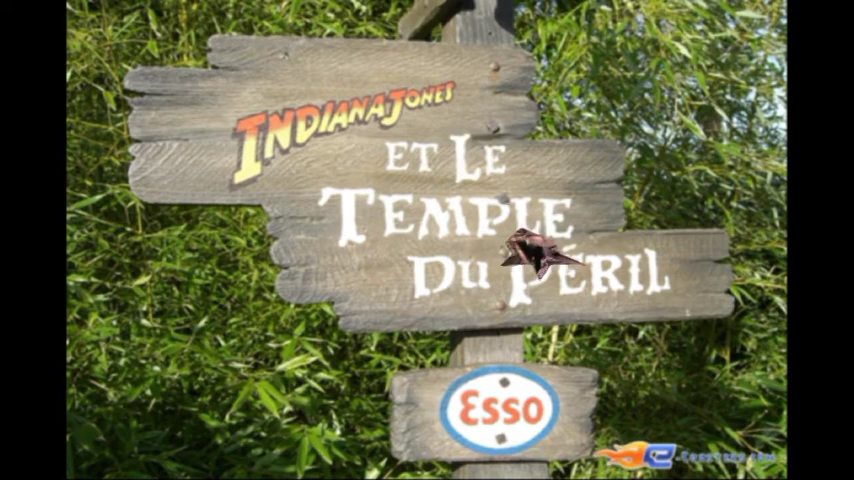 INDIANA JONES
ET LE
TEMPLE
DU PÉRIL
ESSO